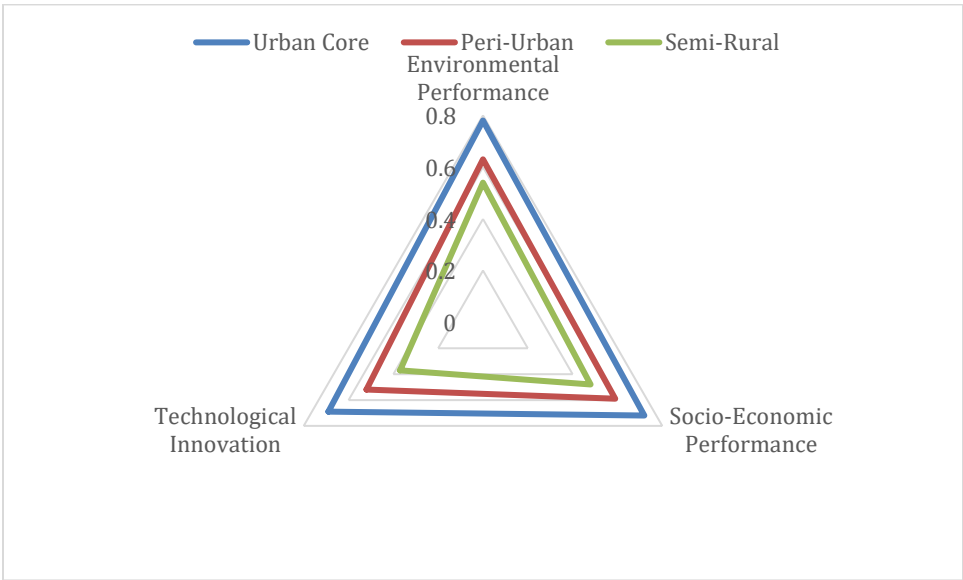 Urban Core Peri-Urban Semi-Rural
Environmental
Performance
0.8
0.6
0.4
0.2
0
Technological
Innovation
Socio-Economic
Performance